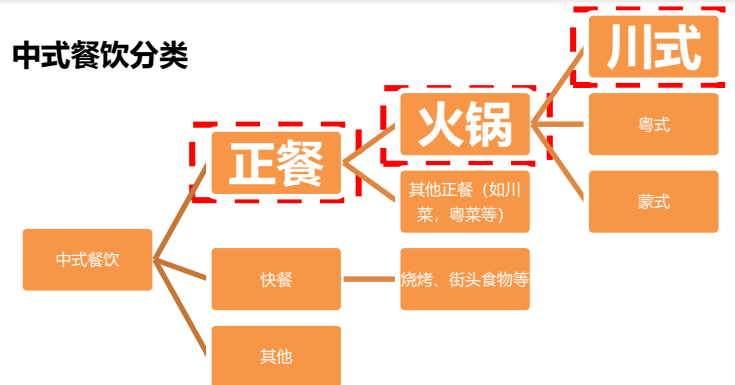 中式餐饮分类
川式
火锅
粤式
正餐
其他正餐（如川
菜，粤菜等）
蒙式
中式餐饮
快餐
烧烤、街头食物等
其他